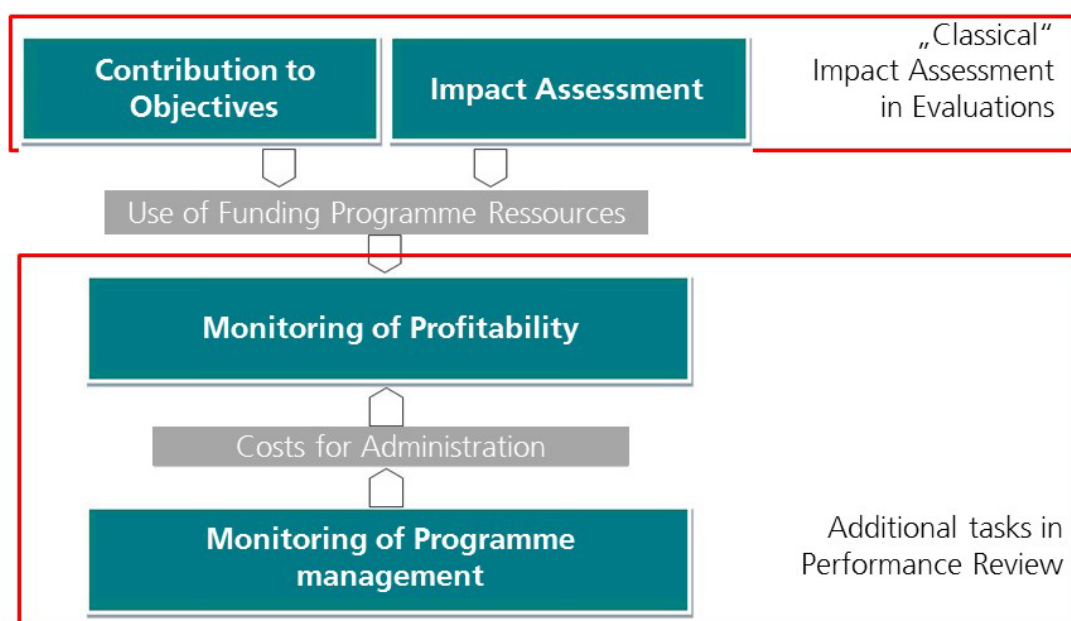 Contribution to
Objectives
Impact Assessment
„Classical“
Impact Assessment
in Evaluations
Use of Funding Programme Ressources
Monitoring of Profitability
Costs for Administration
Monitoring of Programme
management
Additional tasks in
Performance Review